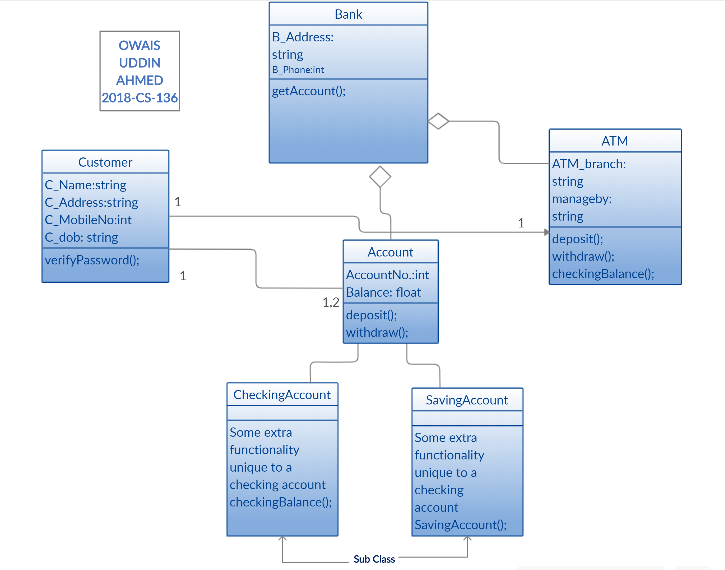 Bank
B_Address:
string
B_Phone:int
getAccount();
OWAIS
UDDIN
AHMED
2018-CS-136
ATM
ATM_branch:
string
manageby:
string
deposit();
withdraw();
checkingBalance();
Customer
C_Name:string
C_Address:string
C_MobileNo:int
C_dob: string
verifyPassword();
1
1
1
1,2
Account
AccountNo.:int
Balance: float
deposit();
withdraw();
CheckingAccount
Some extra
functionality
unique to a
checking account
checkingBalance();
SavingAccount
Some extra
functionality
unique to a
checking
account
SavingAccount();
Sub Class